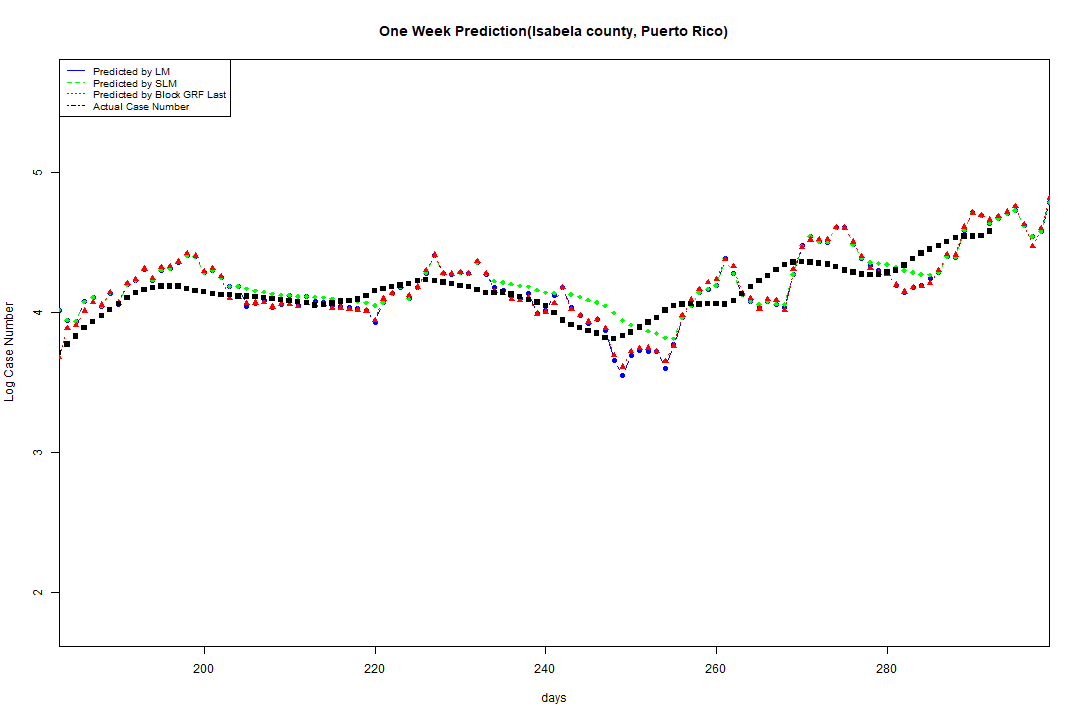 One Week Prediction(Isabela county, Puerto Rico)
Predicted by LM
Predicted by SLM
Predicted by Block GRF Last
Actual Case Number
Log Case Number
5
4
3
2
200 220 240 260 280
days